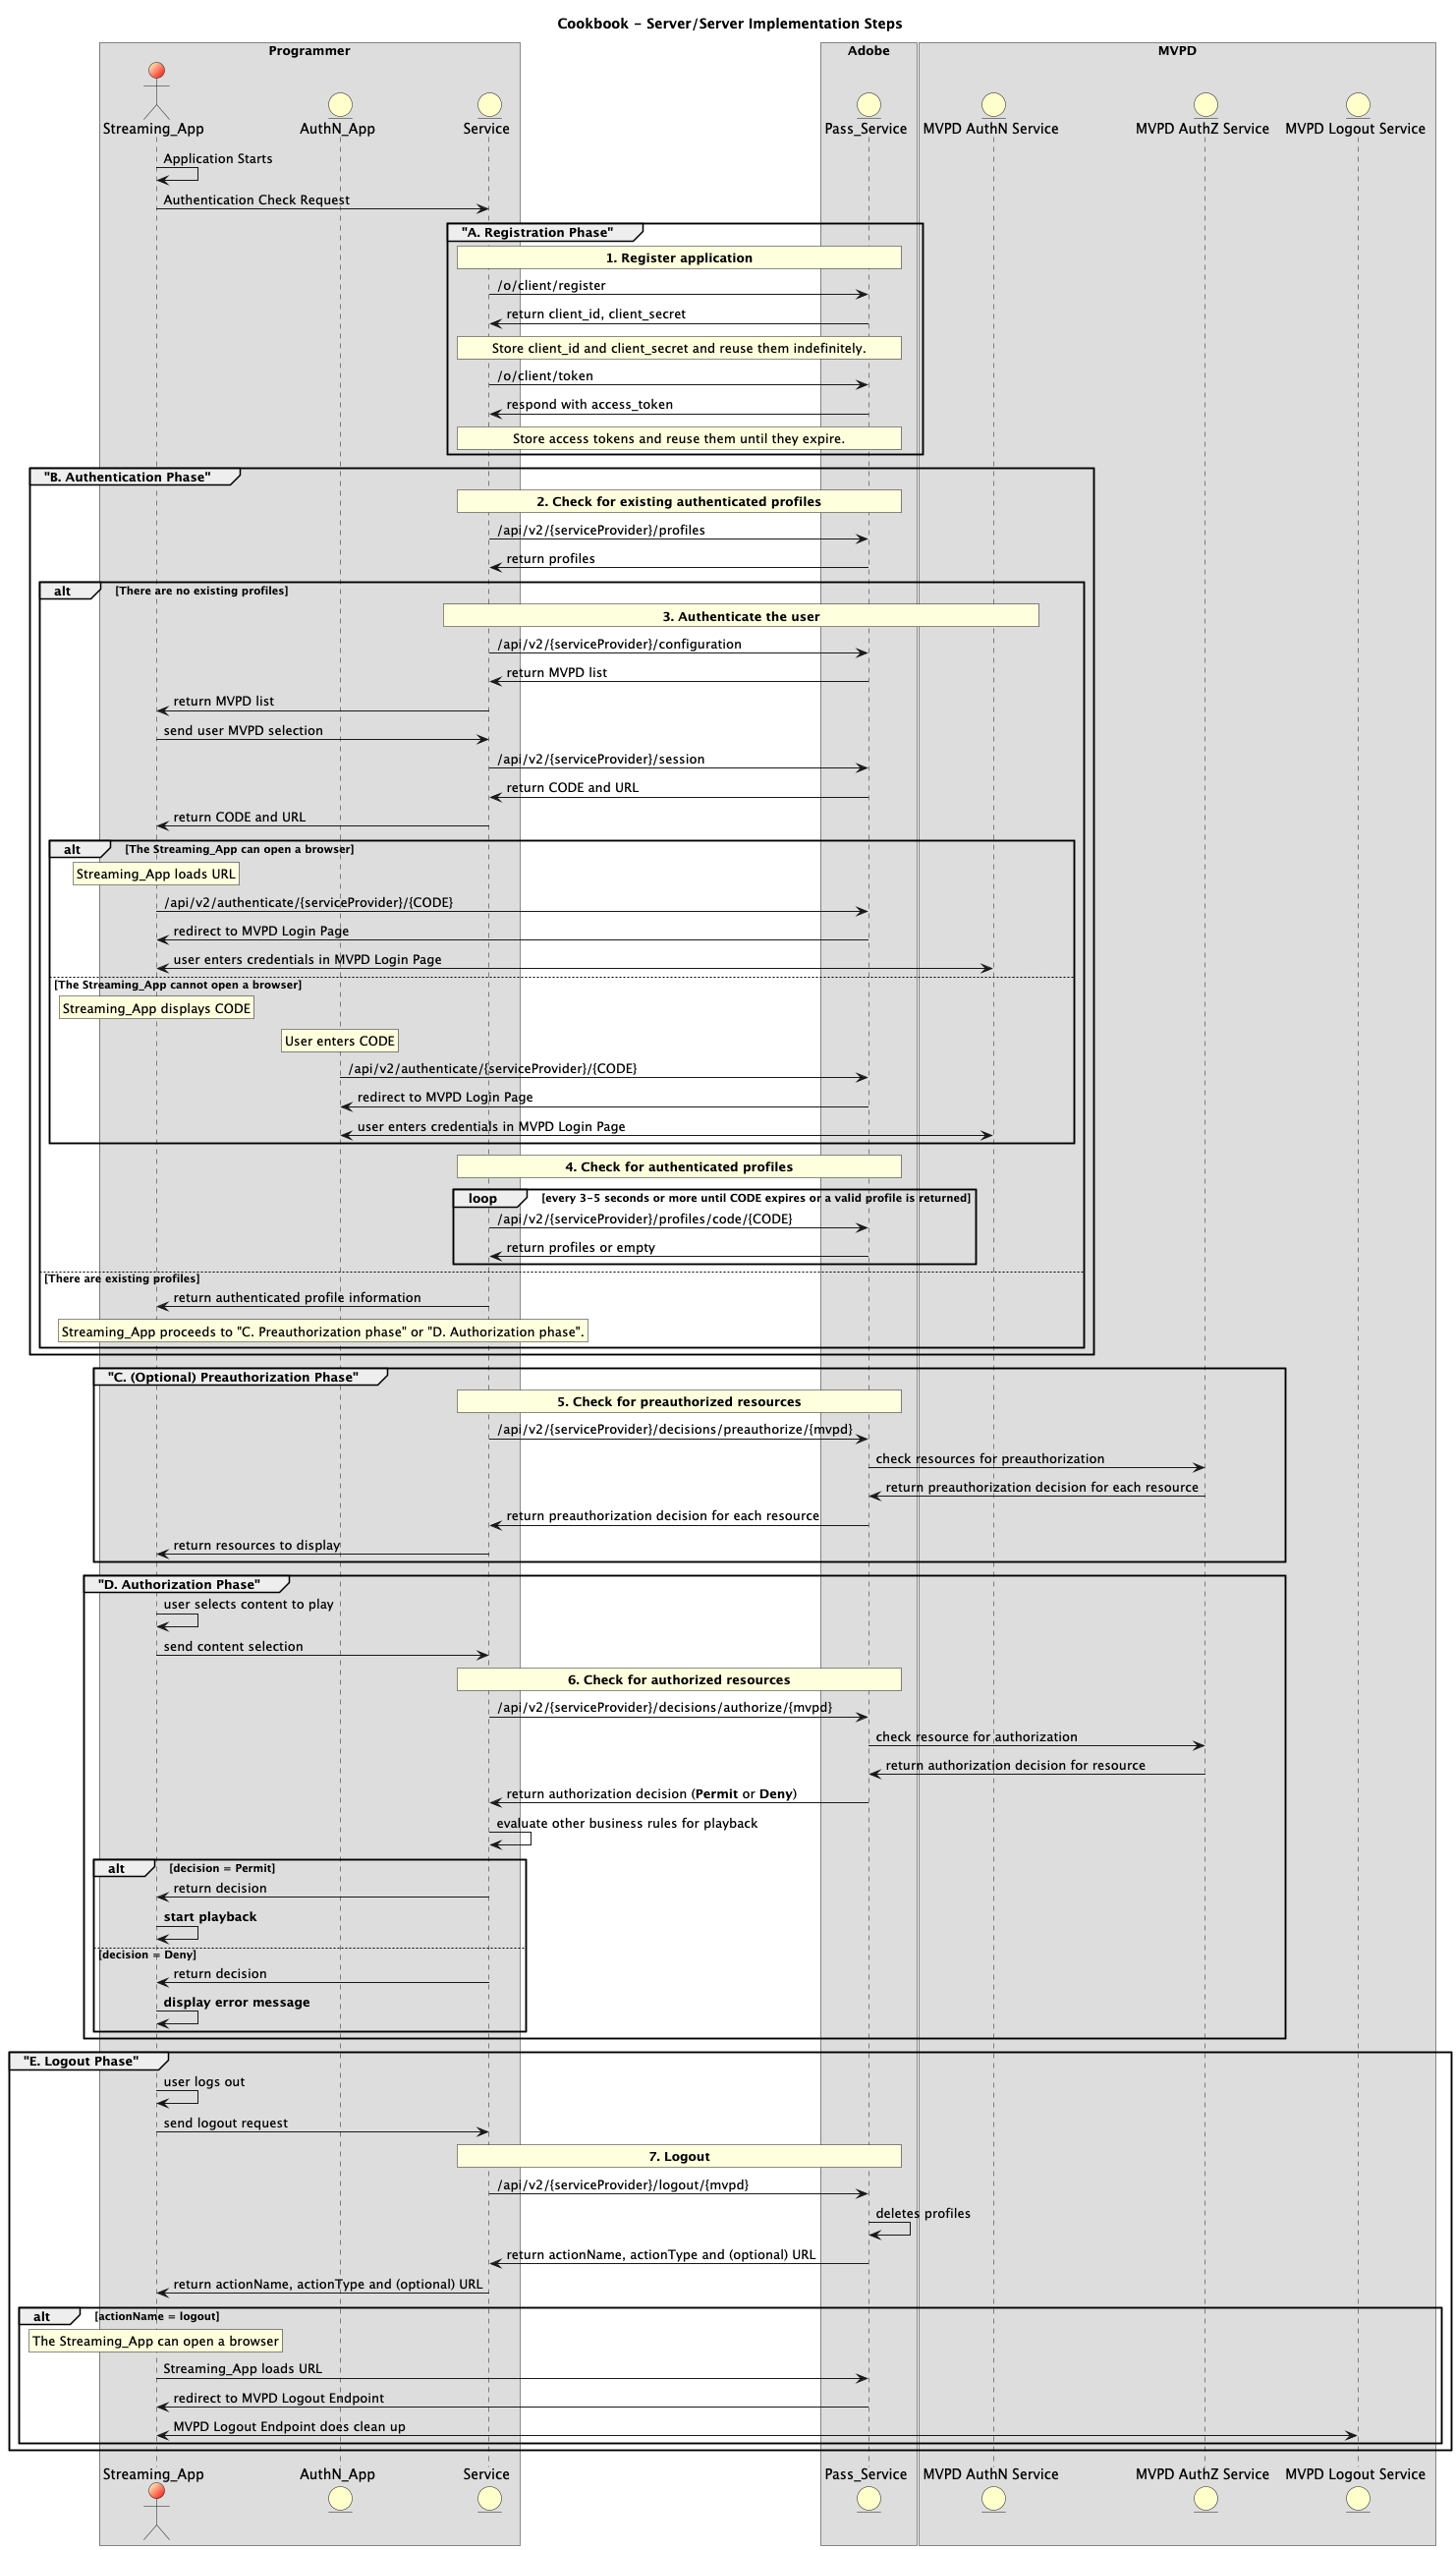 Cookbook - Server/Server Implementation Steps
Programmer
Adobe
MVPD
Streaming_App
AuthN_App
Service
Pass_Service
MVPD AuthN Service
MVPD AuthZ Service
MVPD Logout Service
Application Starts
Authentication Check Request
"A. Registration Phase"
1. Register application
/o/client/register
return client_id, client_secret
Store client_id and client_secret and reuse them indefinitely.
/o/client/token
respond with access_token
Store access tokens and reuse them until they expire.
"B. Authentication Phase"
2. Check for existing authenticated profiles
/api/v2/{serviceProvider}/profiles
return profiles
alt
[There are no existing profiles]
3. Authenticate the user
/api/v2/{serviceProvider}/configuration
return MVPD list
return MVPD list
send user MVPD selection
/api/v2/{serviceProvider}/session
return CODE and URL
return CODE and URL
alt
[The Streaming_App can open a browser]
Streaming_App loads URL
/api/v2/authenticate/{serviceProvider}/{CODE}
redirect to MVPD Login Page
user enters credentials in MVPD Login Page
[The Streaming_App cannot open a browser]
Streaming_App displays CODE
User enters CODE
/api/v2/authenticate/{serviceProvider}/{CODE}
redirect to MVPD Login Page
user enters credentials in MVPD Login Page
4. Check for authenticated profiles
loop
[every 3-5 seconds or more until CODE expires or a valid profile is returned]
/api/v2/{serviceProvider}/profiles/code/{CODE}
return profiles or empty
[There are existing profiles]
return authenticated profile information
Streaming_App proceeds to "C. Preauthorization phase" or "D. Authorization phase".
"C. (Optional) Preauthorization Phase"
5. Check for preauthorized resources
/api/v2/{serviceProvider}/decisions/preauthorize/{mvpd}
check resources for preauthorization
return preauthorization decision for each resource
return preauthorization decision for each resource
return resources to display
"D. Authorization Phase"
user selects content to play
send content selection
6. Check for authorized resources
/api/v2/{serviceProvider}/decisions/authorize/{mvpd}
check resource for authorization
return authorization decision for resource
return authorization decision (Permit or Deny)
evaluate other business rules for playback
alt
[decision = Permit]
return decision
start playback
[decision = Deny]
return decision
display error message
"E. Logout Phase"
user logs out
send logout request
7. Logout
/api/v2/{serviceProvider}/logout/{mvpd}
deletes profiles
return actionName, actionType and (optional) URL
return actionName, actionType and (optional) URL
alt
[actionName = logout]
The Streaming_App can open a browser
Streaming_App loads URL
redirect to MVPD Logout Endpoint
MVPD Logout Endpoint does clean up
Streaming_App
AuthN_App
Service
Pass_Service
MVPD AuthN Service
MVPD AuthZ Service
MVPD Logout Service